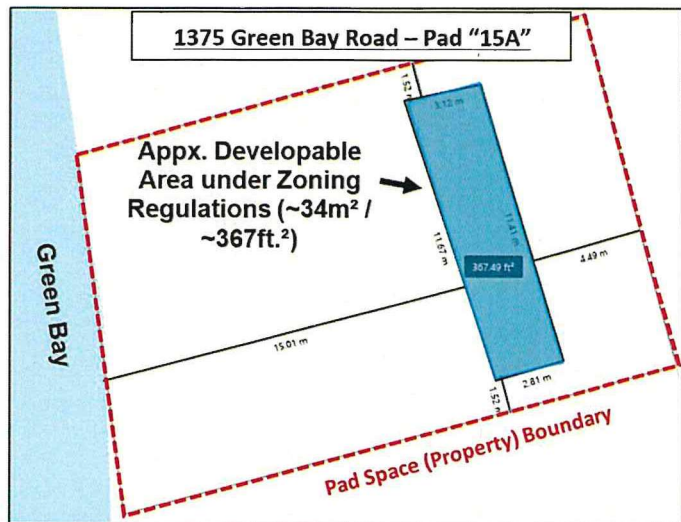 1375 Green Bay Road – Pad “15A”
1.52 m
3.12 m
Appx. Developable
Area under Zoning
Regulations (~34m² /
~367ft.²)
11.67 m
11.41 m
367.49 ft²
4.49 m
Green Bay
15.01 m
1.52 m
2.81 m
Pad Space (Property) Boundary